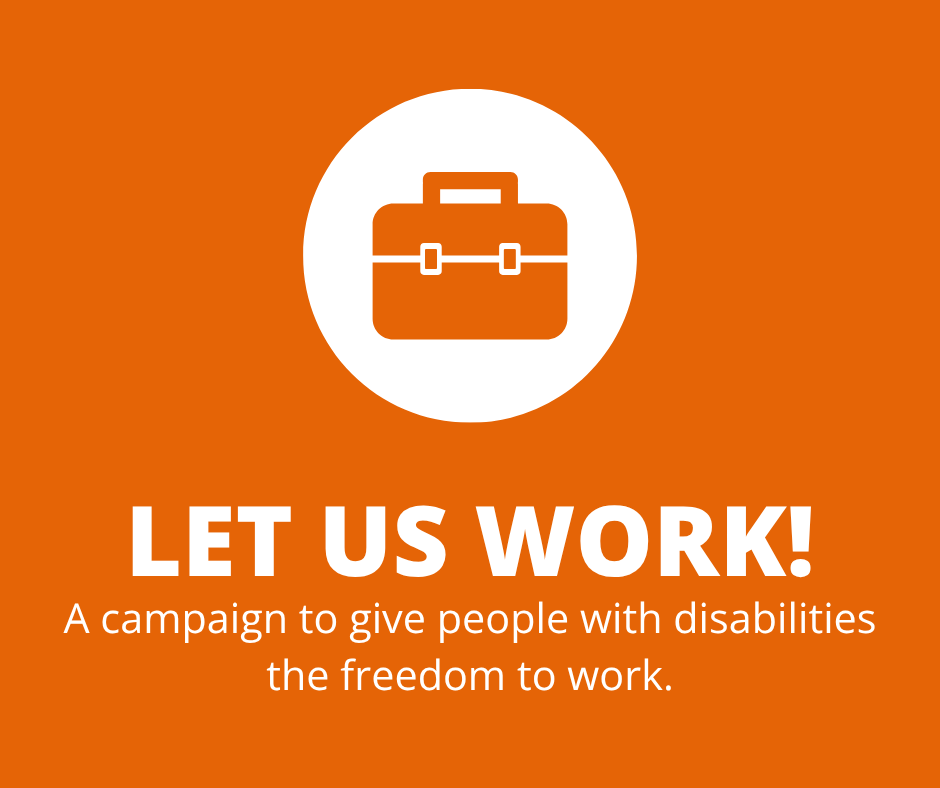 LET US WORK!
A campaign to give people with disabilities
the freedom to work.